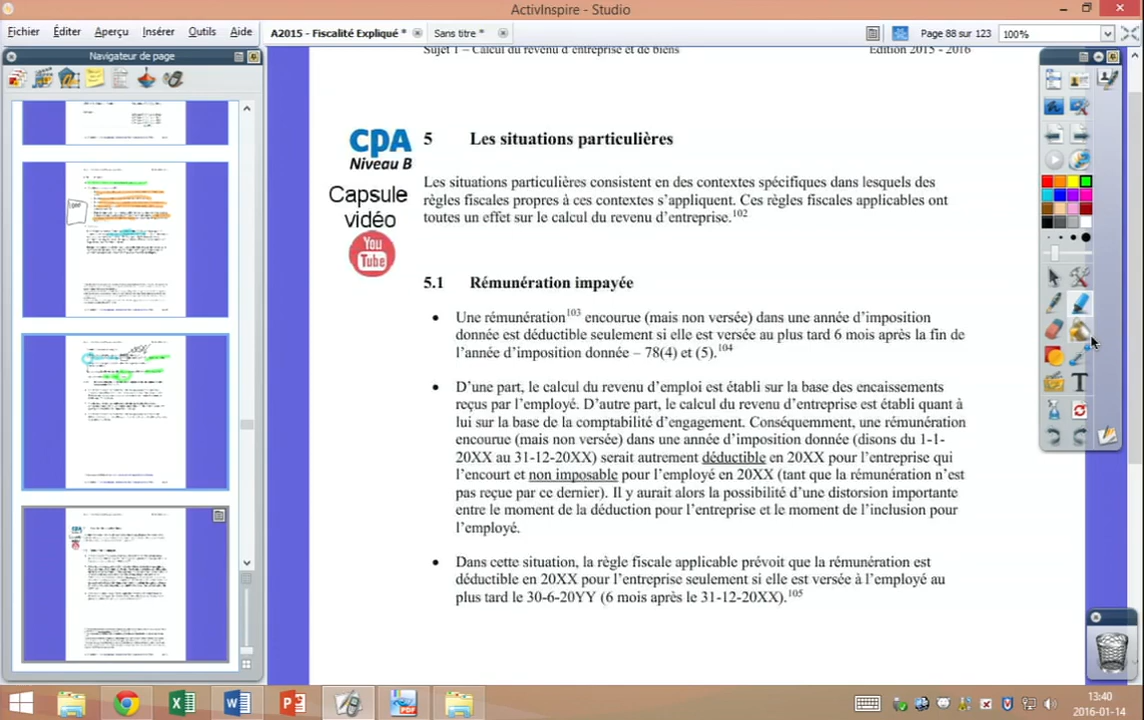 ActivInspire - Studio
Fichier Éditer Aperçu Insérer Outils Aide
A2015 - Fiscalité Expliqué *
Sans titre *
Page 88 sur 123
100%
Navigateur de page
Sujet 1 – Calcul du revenu d'entreprise et de biens
Édition 2015 - 2016
CPA
Niveau B
Capsule
vidéo
You
Tube
5 Les situations particulières
Les situations particulières consistent en des contextes spécifiques dans lesquels des
règles fiscales propres à ces contextes s'appliquent. Ces règles fiscales applicables ont
toutes un effet sur le calcul du revenu d'entreprise.102
5.1 Rémunération impayée
• Une rémunération103 encourue (mais non versée) dans une année d'imposition
donnée est déductible seulement si elle est versée au plus tard 6 mois après la fin de
l'année d'imposition donnée – 78(4) et (5).104
• D'une part, le calcul du revenu d'emploi est établi sur la base des encaissements
reçus par l'employé. D'autre part, le calcul du revenu d'entreprise est établi quant à
lui sur la base de la comptabilité d'engagement. Conséquemment, une rémunération
encourue (mais non versée) dans une année d'imposition donnée (disons du 1-1-
20XX au 31-12-20XX) serait autrement déductible en 20XX pour l'entreprise qui
l'encourt et non imposable pour l'employé en 20XX (tant que la rémunération n'est
pas reçue par ce dernier). Il y aurait alors la possibilité d'une distorsion importante
entre le moment de la déduction pour l'entreprise et le moment de l'inclusion pour
l'employé.
• Dans cette situation, la règle fiscale applicable prévoit que la rémunération est
déductible en 20XX pour l'entreprise seulement si elle est versée à l'employé au
plus tard le 30-6-20YY (6 mois après le 31-12-20XX).105
13:40
2016-01-14